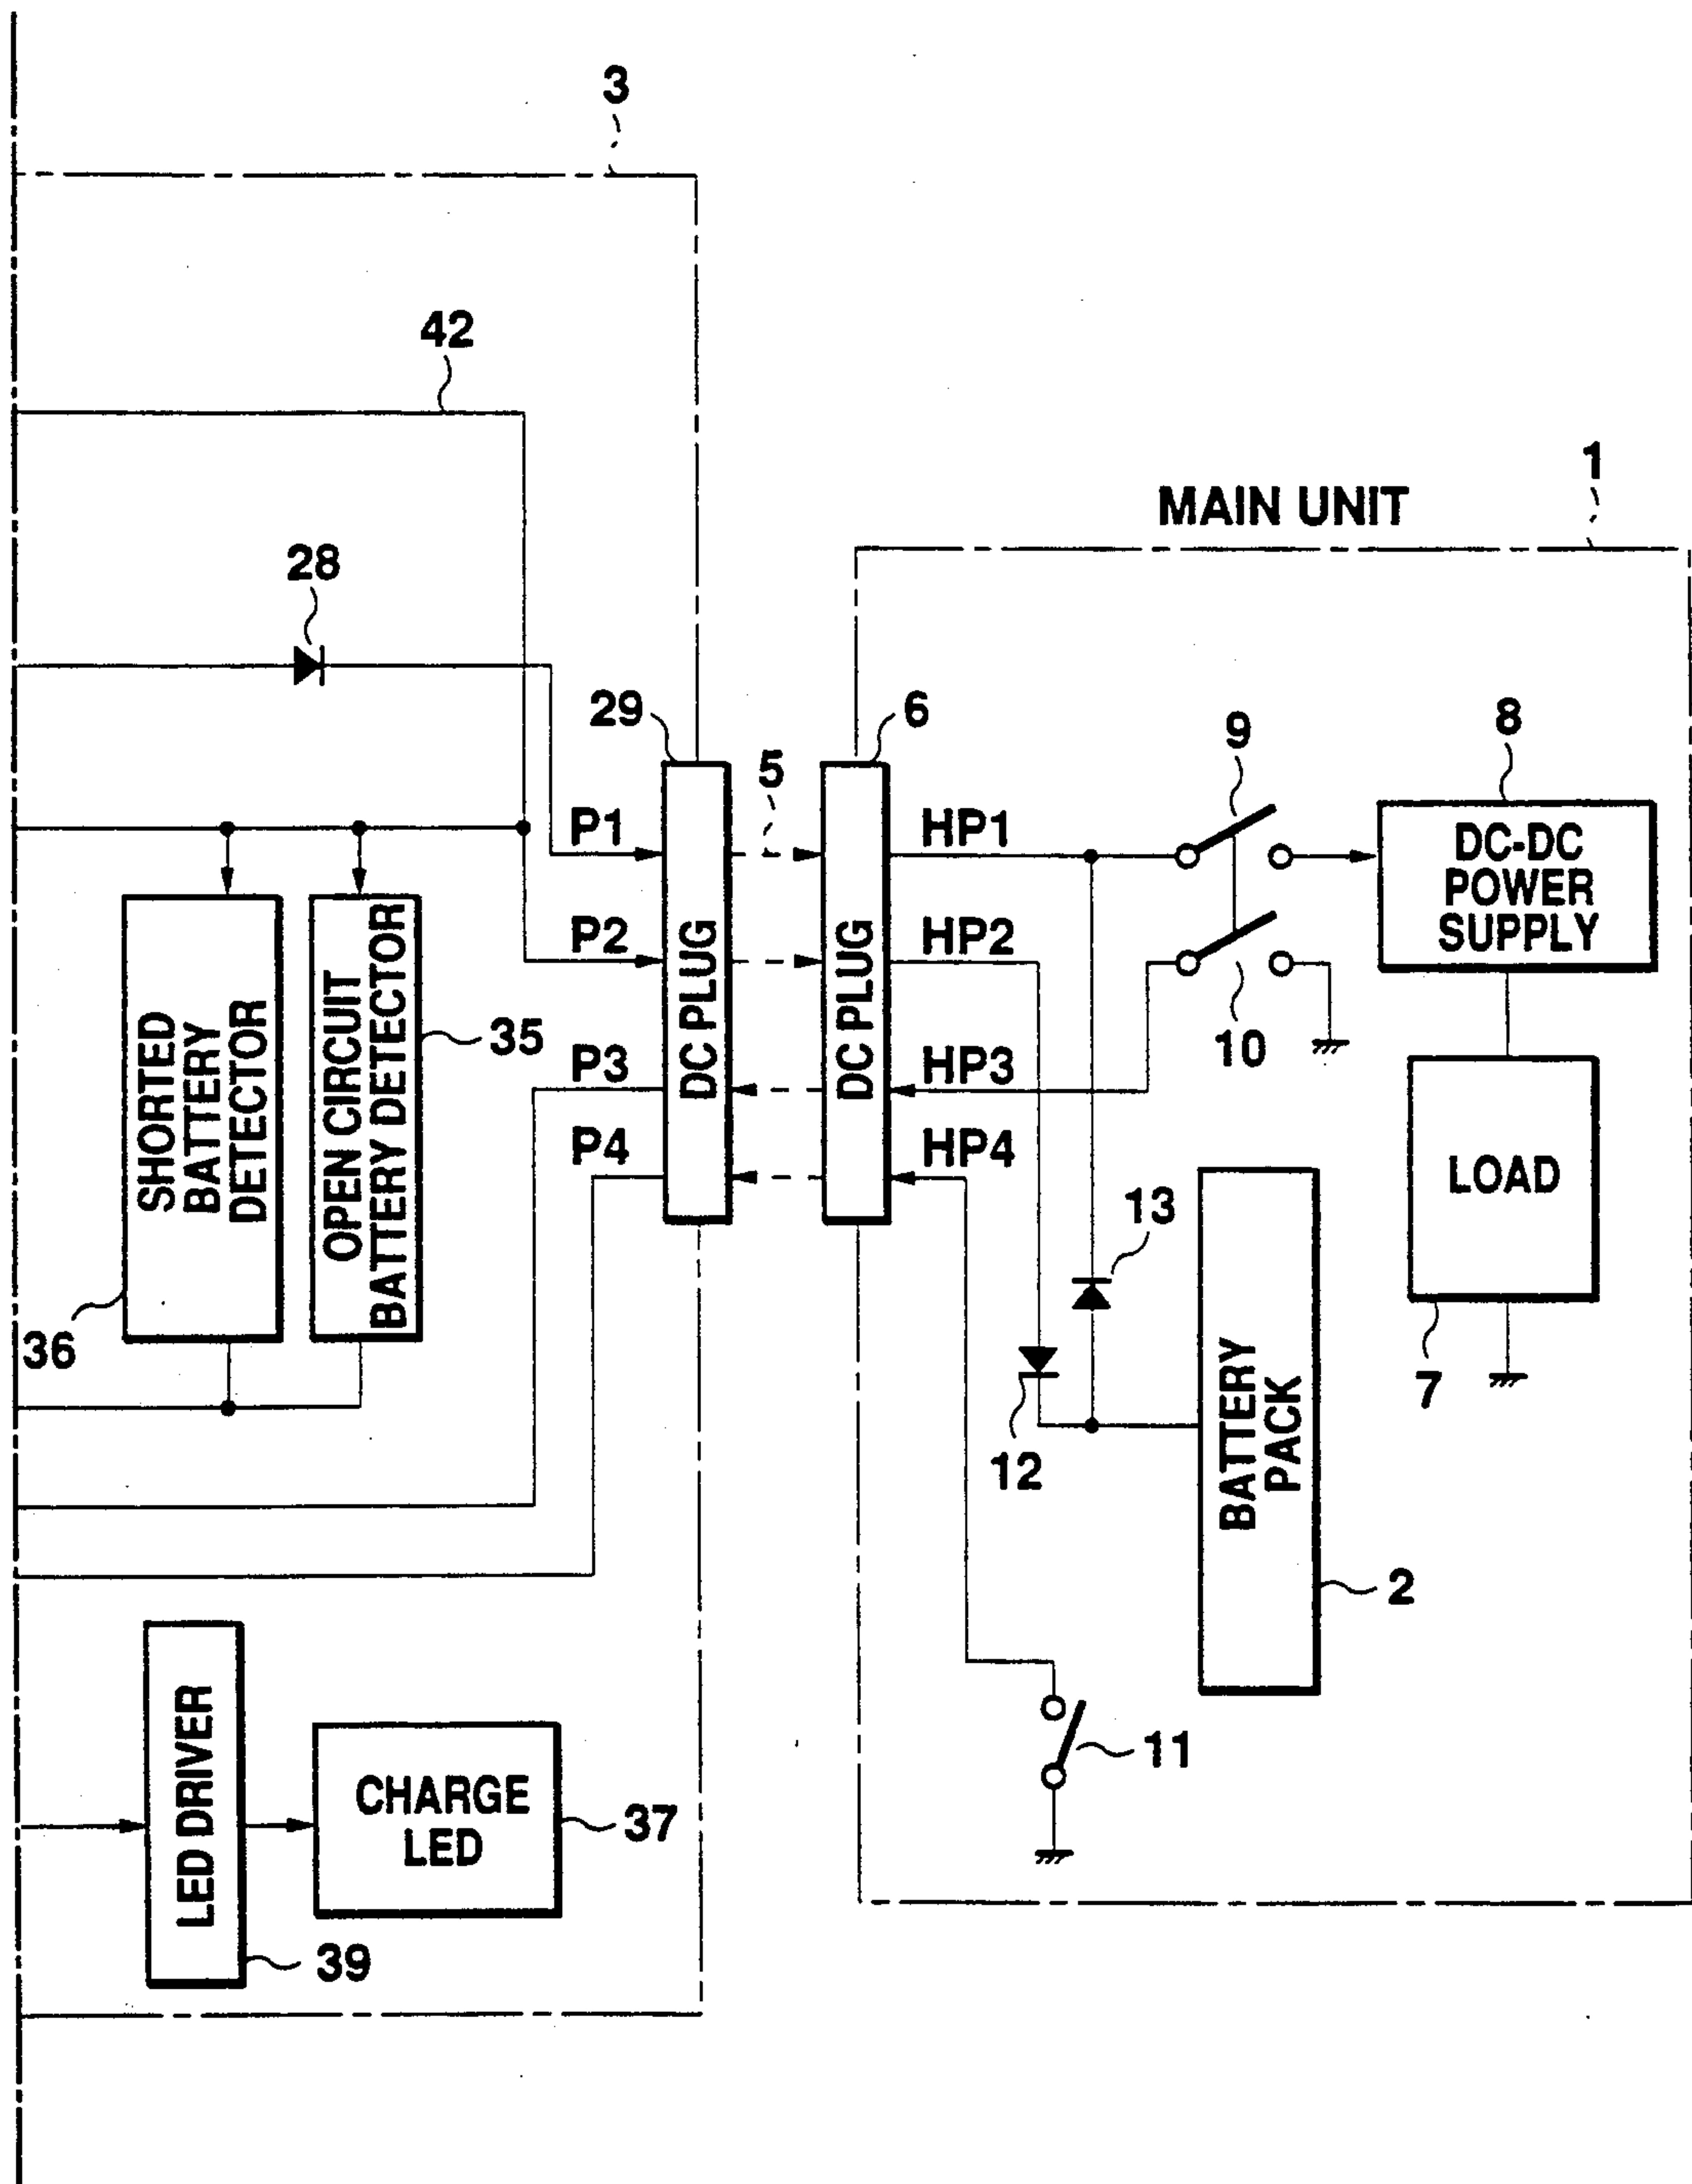 3
42
1
MAIN UNIT
28
29
6
5
9
8
P1
HP1
DC-DC
POWER
SUPPLY
P2
HP2
DC PLUG
DC PLUG
SHORTED
BATTERY
DETECTOR
OPEN CIRCUIT
BATTERY DETECTOR
35
10
P3
HP3
P4
HP4
13
LOAD
36
7
12
BATTERY
PACK
2
11
LED DRIVER
CHARGE
LED
37
39